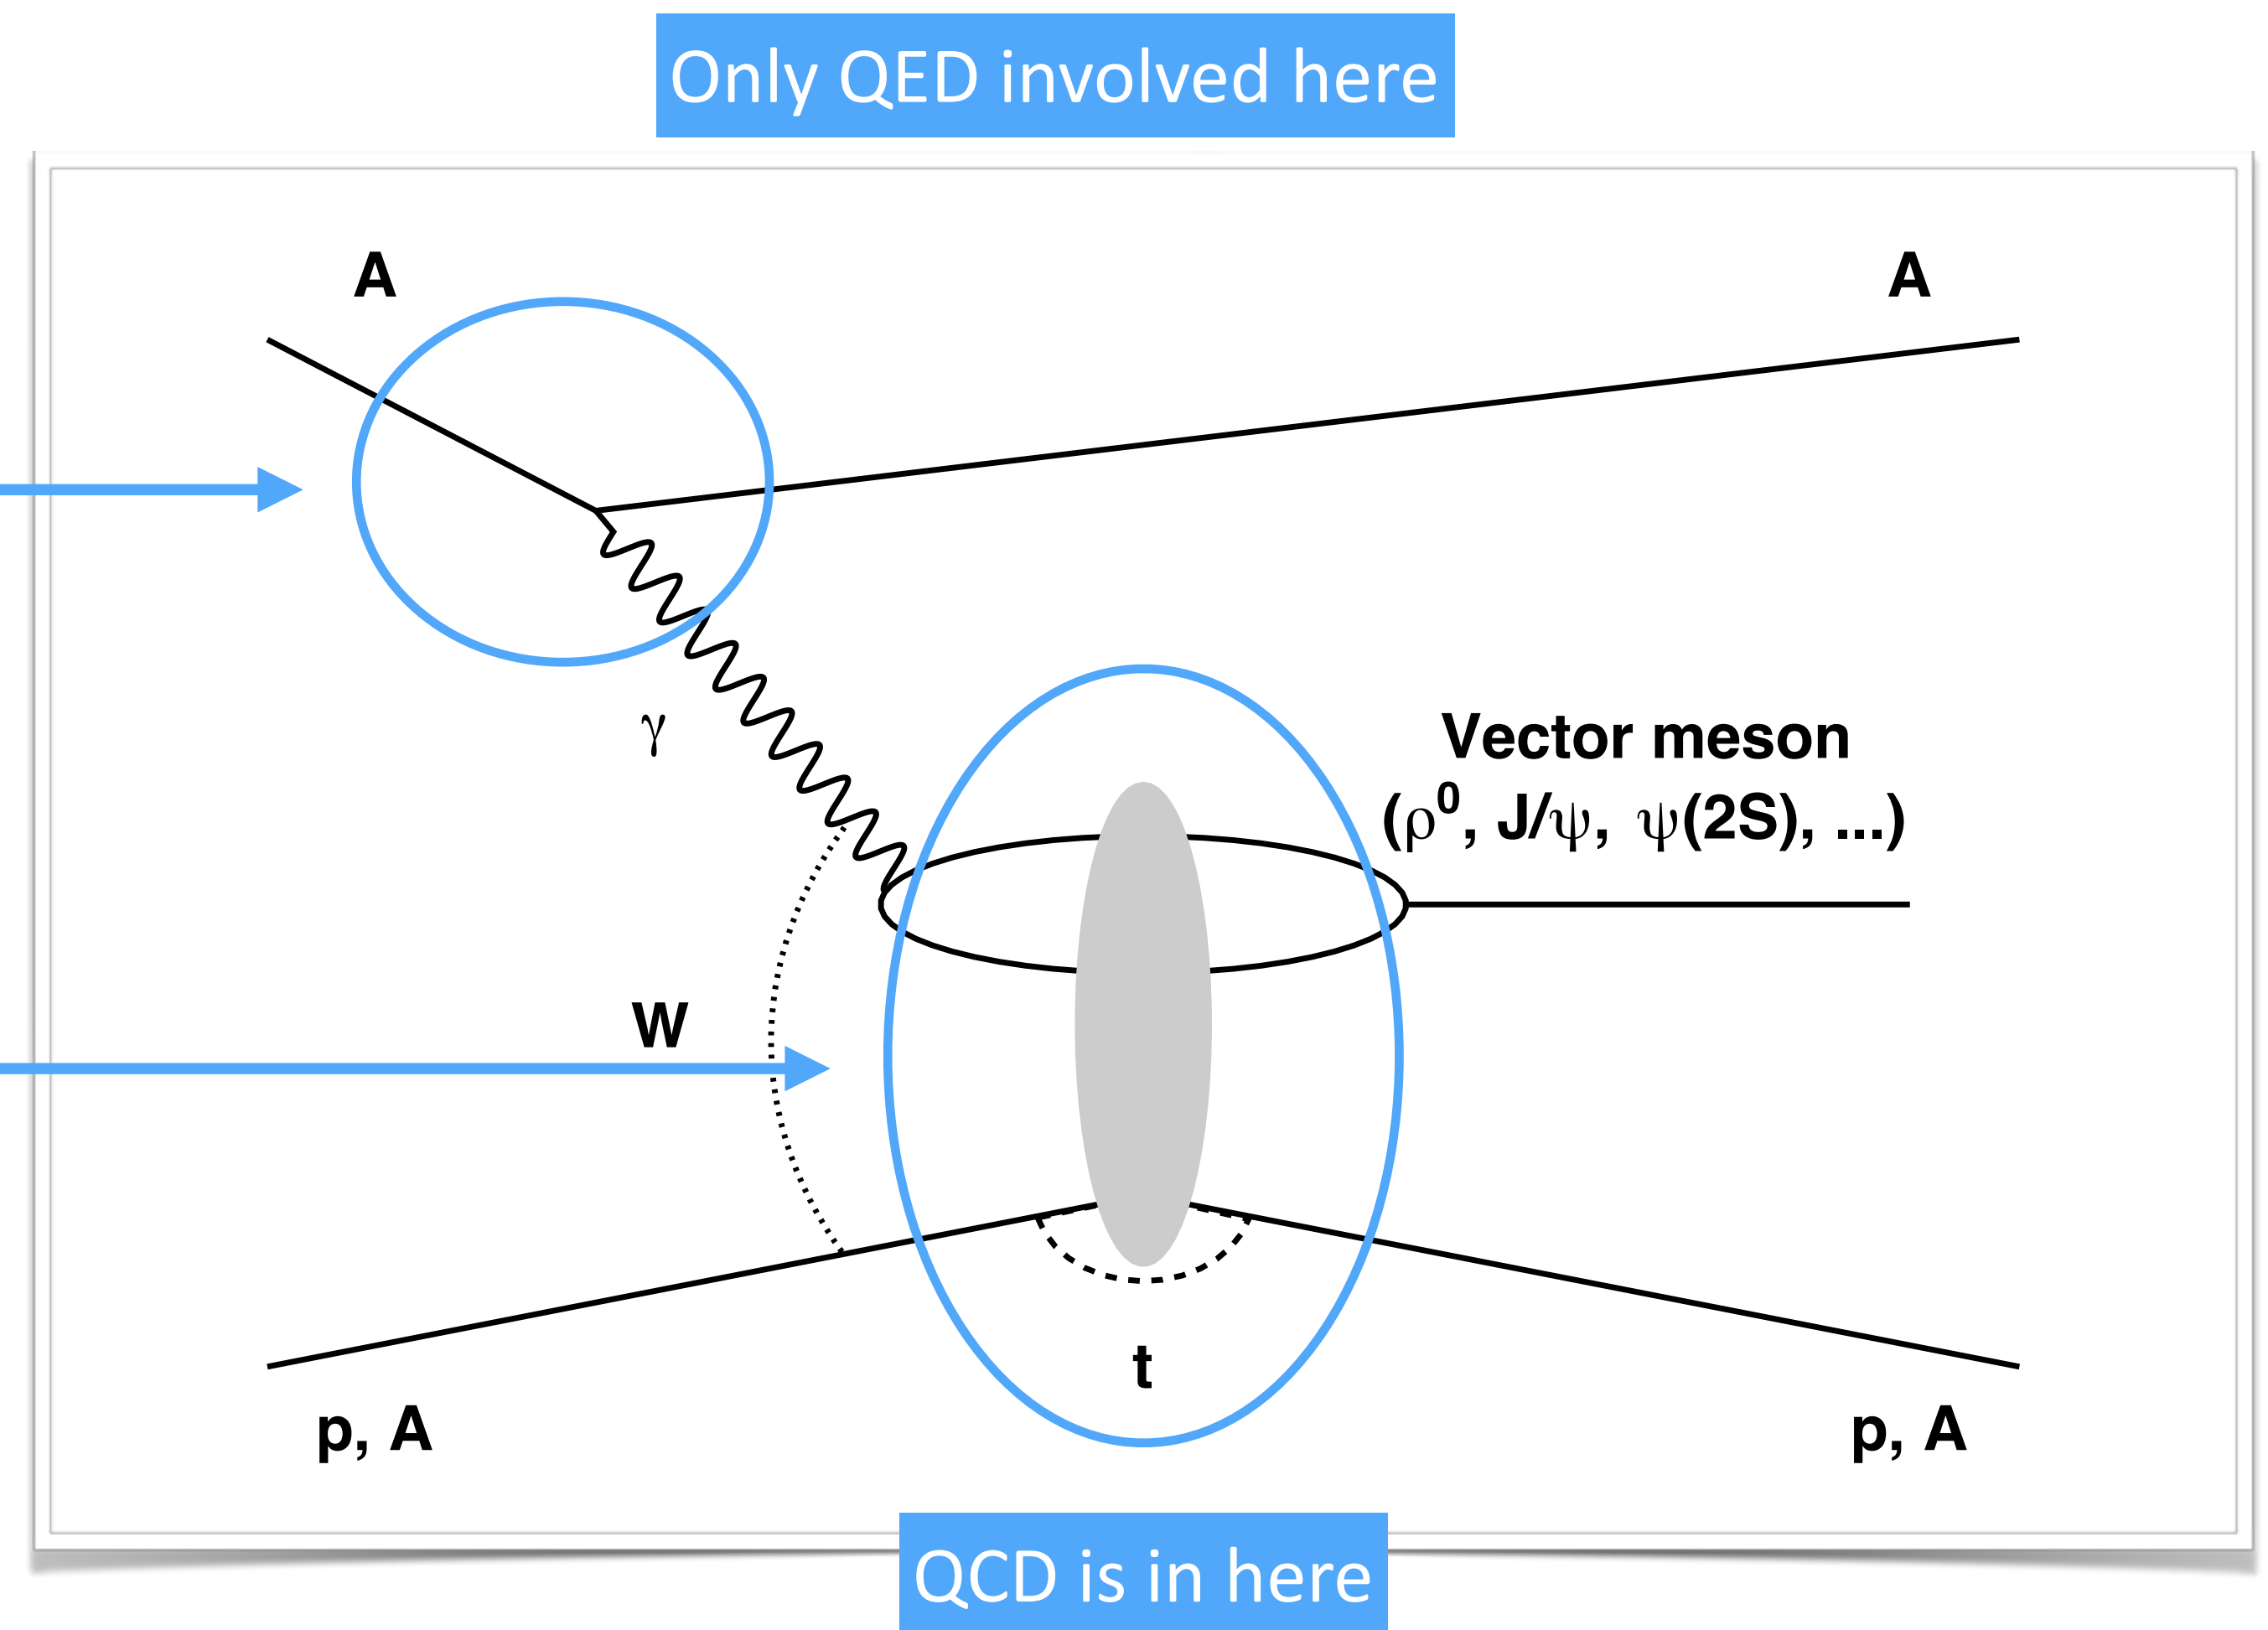 Only QED involved here
A
A
γ
Vector meson
(ρ⁰, J/ψ, ψ(2S), ...)
W
t
p, A
p, A
QCD is in here